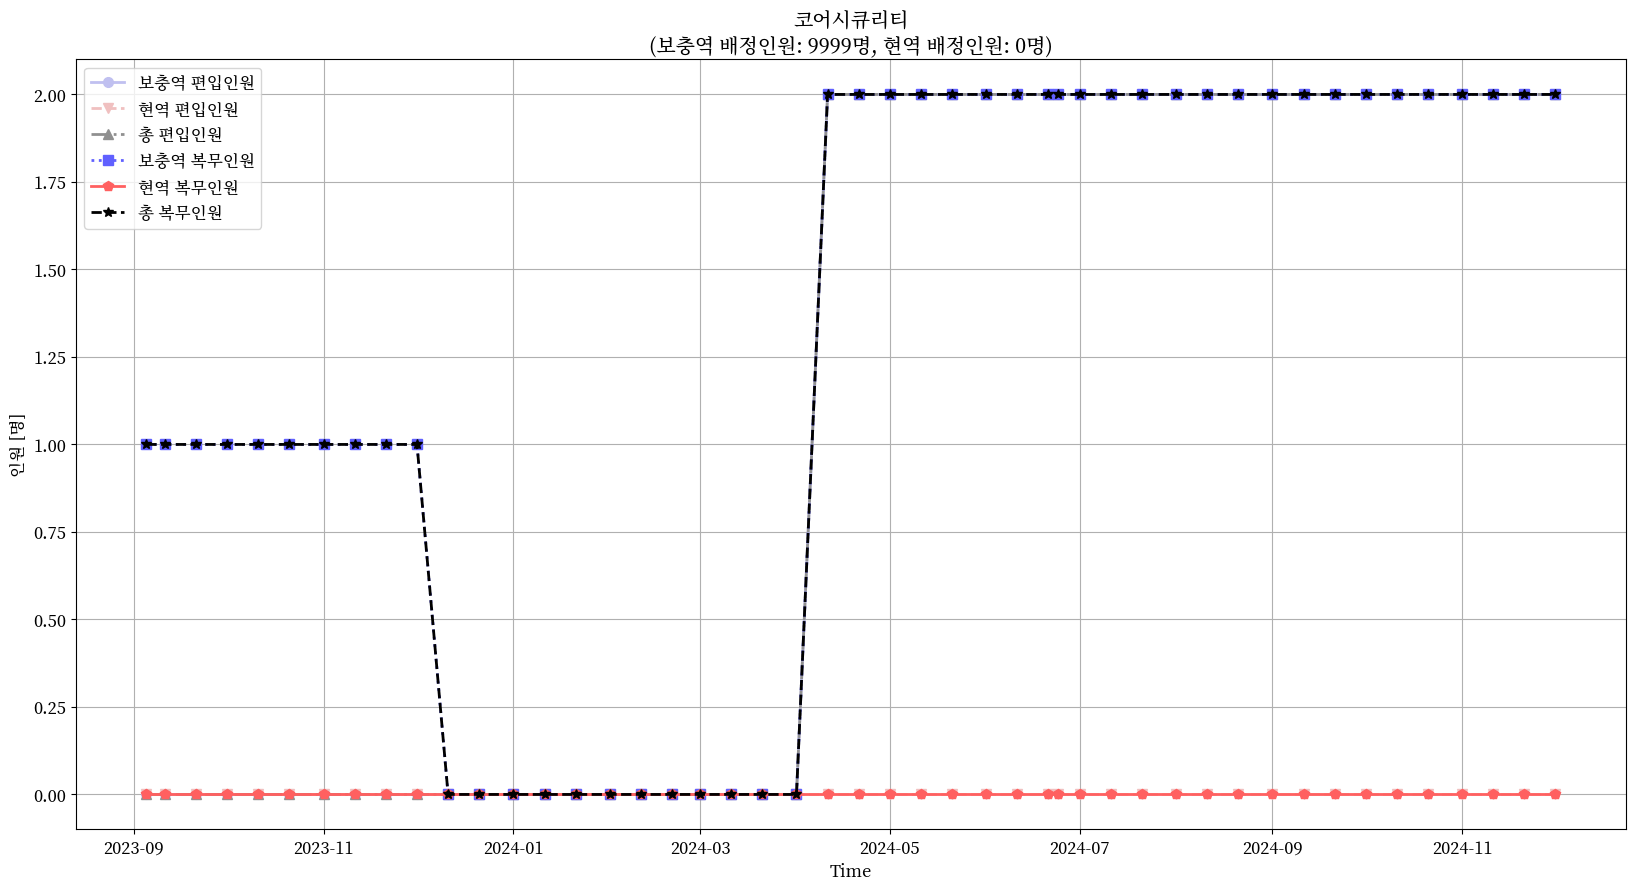 코어시큐리티
(보충역 배정인원: 9999명, 현역 배정인원: 0명)
보충역 편입인원
현역 편입인원
총 편입인원
보충역 복무인원
현역 복무인원
총 복무인원
인원 [명]
2.00
1.75
1.50
1.25
1.00
0.75
0.50
0.25
0.00
2023-09 2023-11 2024-01 2024-03 2024-05 2024-07 2024-09 2024-11
Time